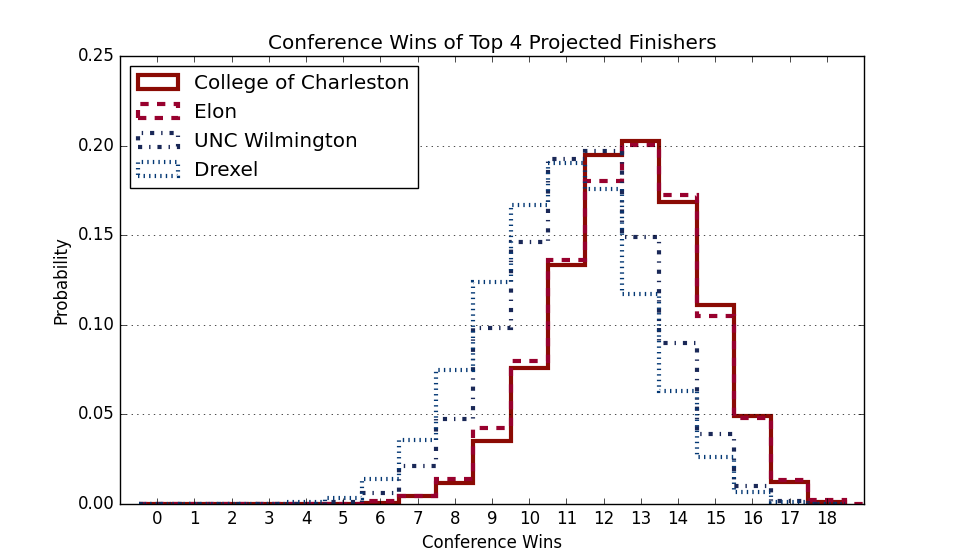 Conference Wins of Top 4 Projected Finishers
0.25
0.20
0.15
0.10
0.05
0.00
Probability
College of Charleston
Elon
UNC Wilmington
Drexel
0 1 2 3 4 5 6 7 8 9 10 11 12 13 14 15 16 17 18
Conference Wins